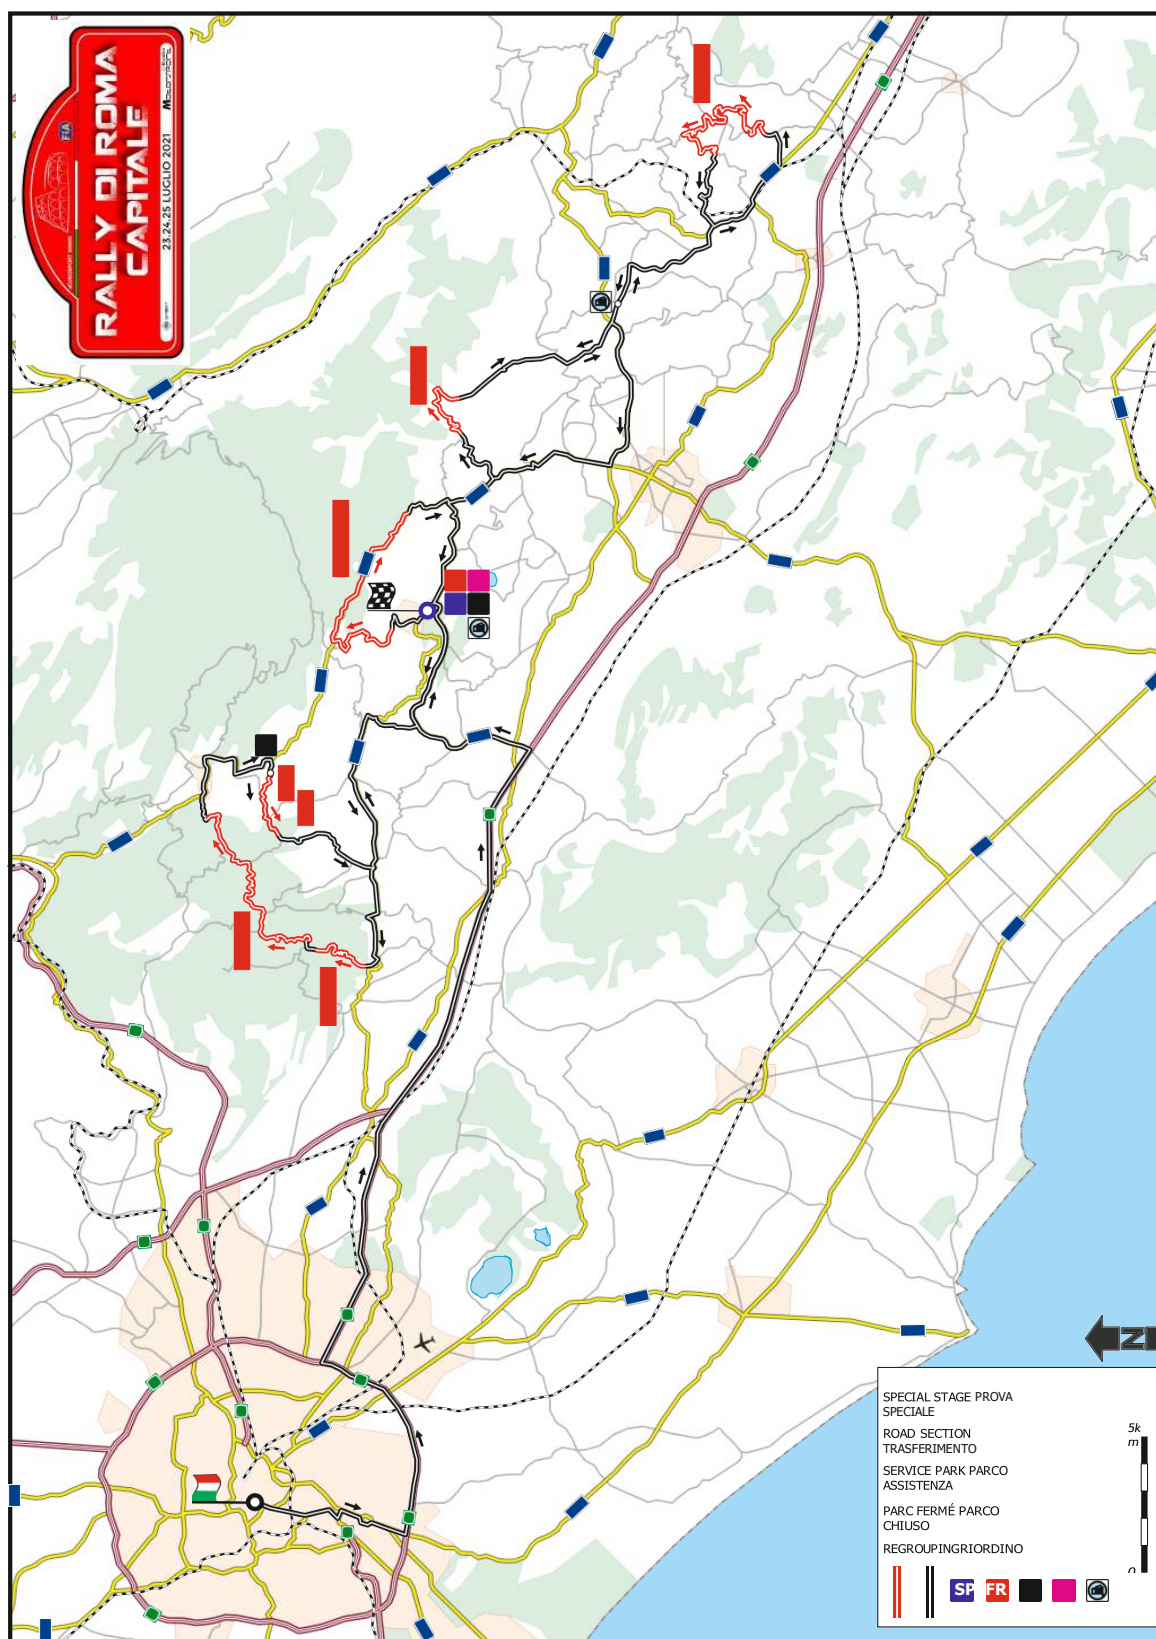 RALLY DI ROMA
CAPITALE
23.24.25 LUGLIO 2021
FIA
N
SPECIAL STAGE PROVA
SPECIALE
ROAD SECTION
TRASFERIMENTO
SERVICE PARK PARCO
ASSISTENZA
PARC FERMÉ PARCO
CHIUSO
REGROUPINGRIORDINO
5k
m
0
SP
FR